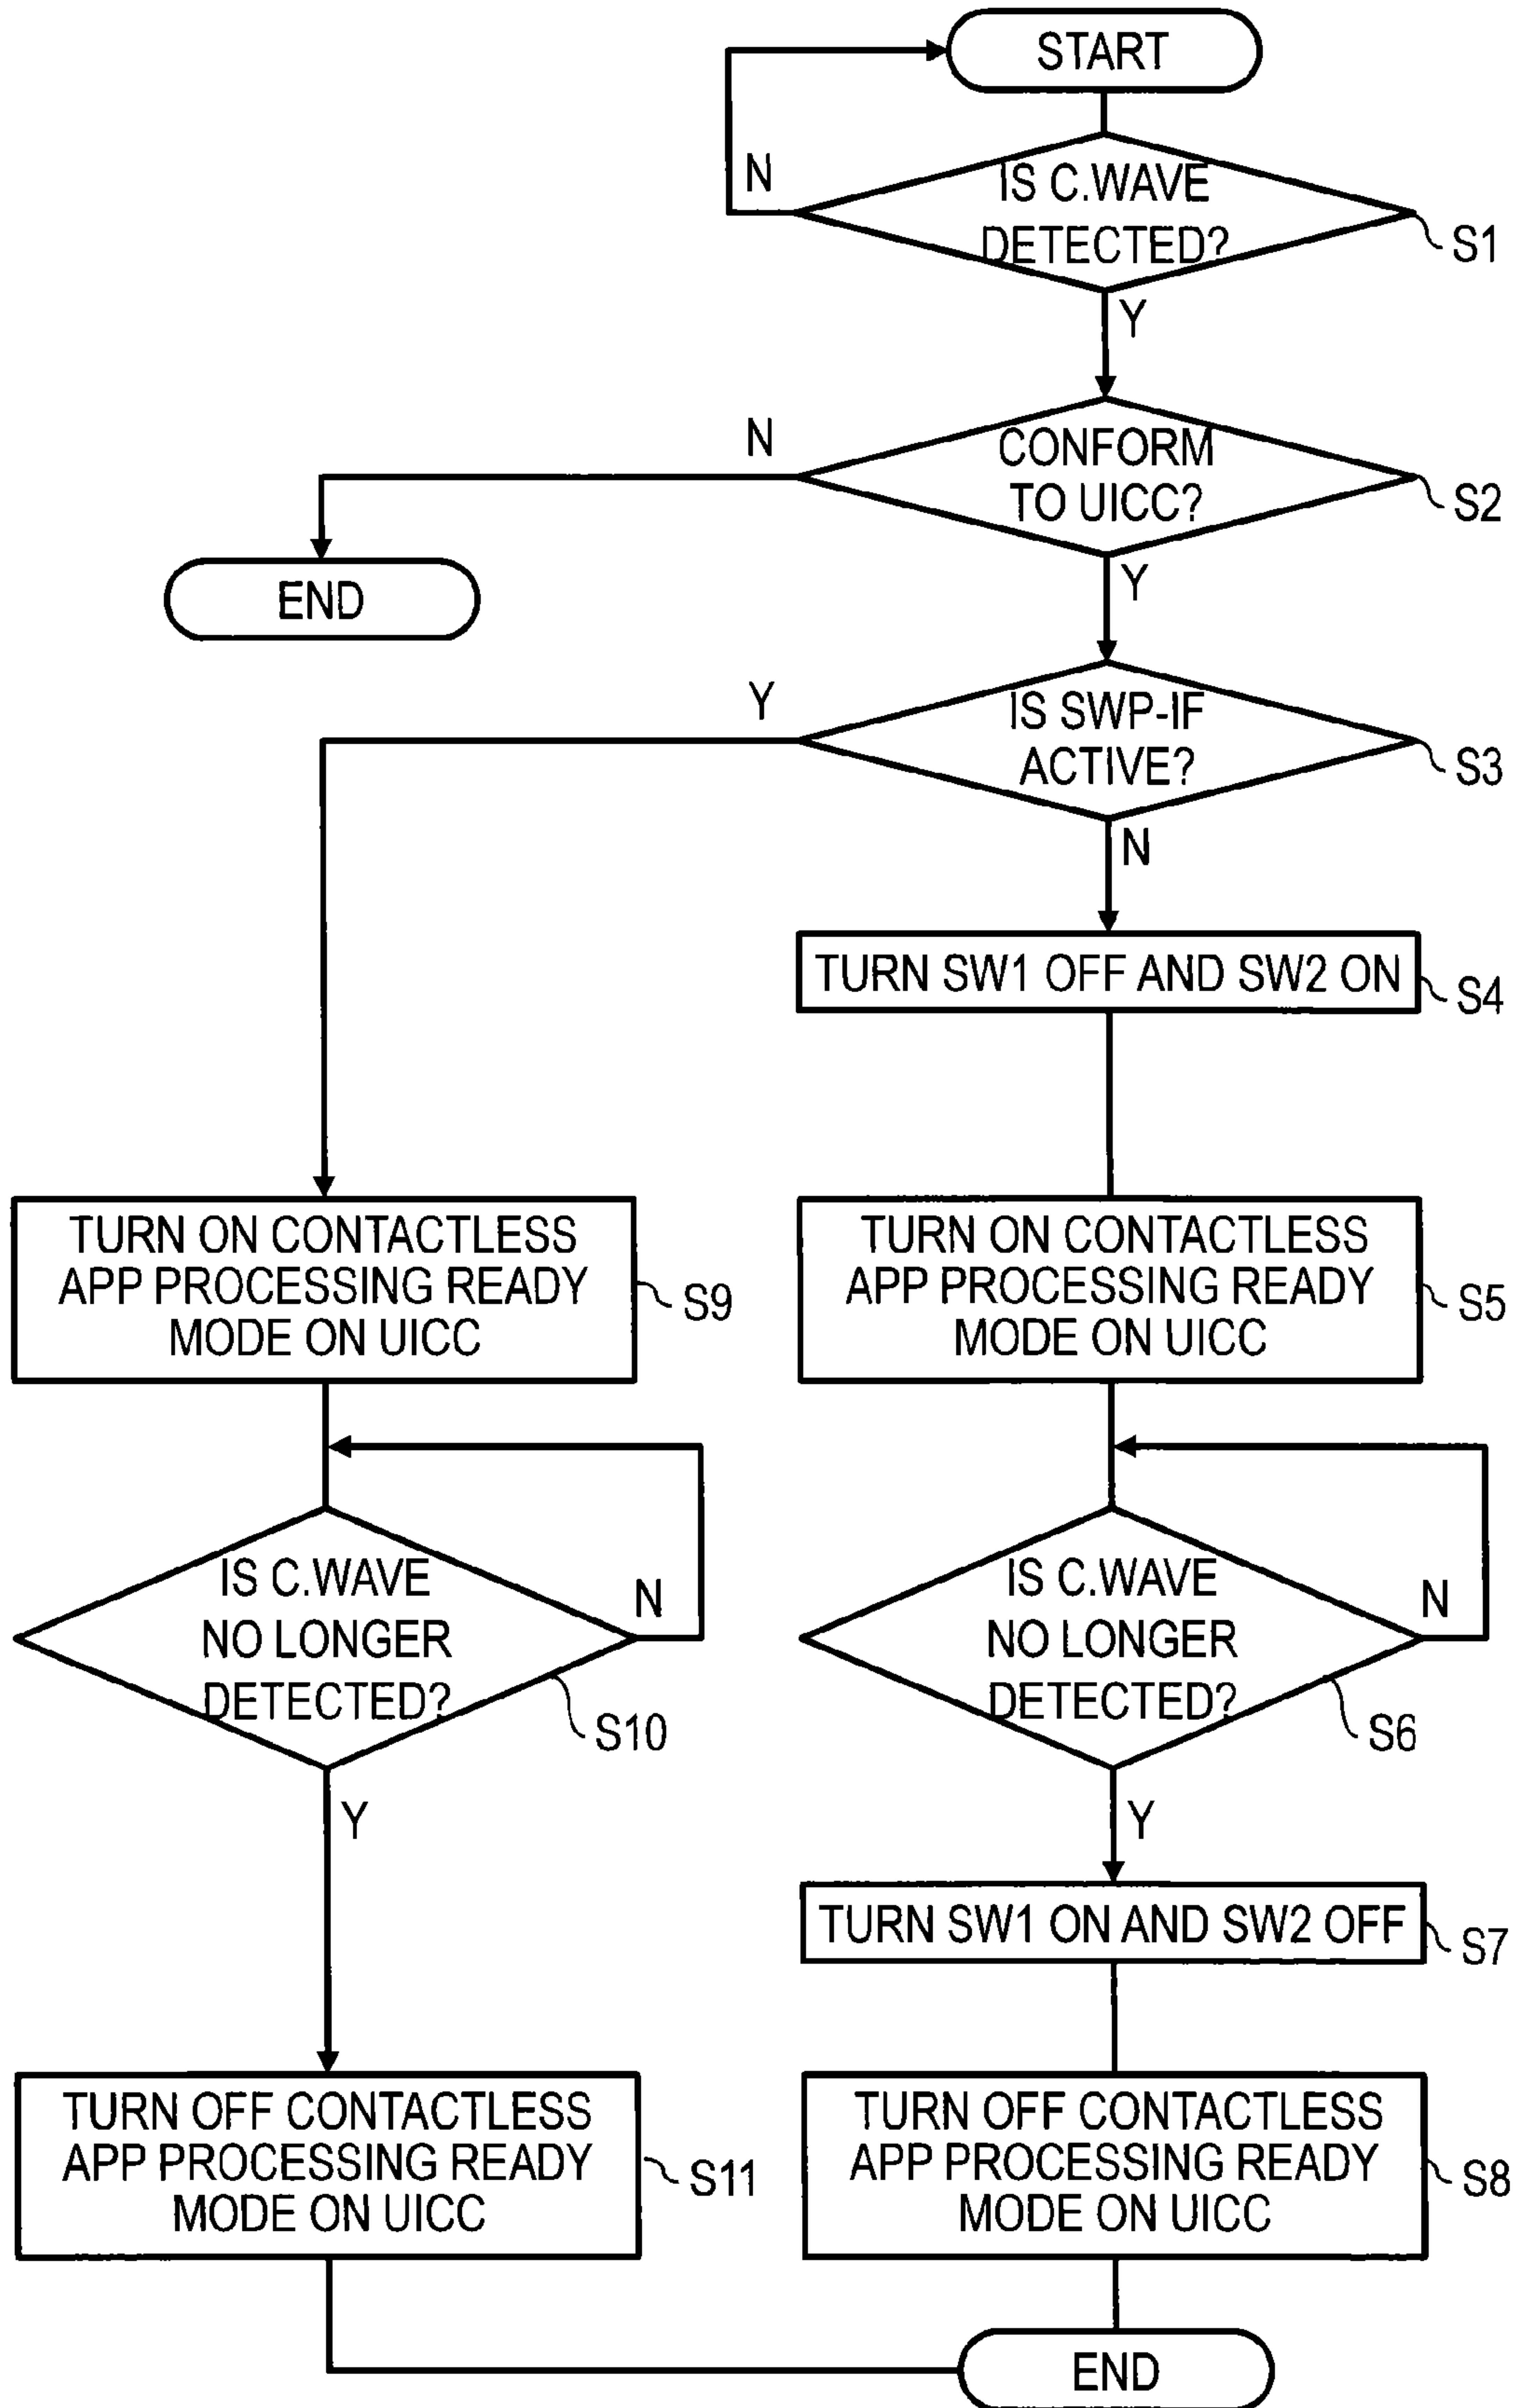 START
N
IS C.WAVE
DETECTED?
S1
Y
N
CONFORM
TO UICC?
S2
END
Y
Y
IS SWP-IF
ACTIVE?
S3
N
TURN SW1 OFF AND SW2 ON
S4
TURN ON CONTACTLESS
APP PROCESSING READY
MODE ON UICC
S9
TURN ON CONTACTLESS
APP PROCESSING READY
MODE ON UICC
S5
IS C.WAVE
NO LONGER
DETECTED?
N
S10
IS C.WAVE
NO LONGER
DETECTED?
N
S6
Y
Y
TURN SW1 ON AND SW2 OFF
S7
TURN OFF CONTACTLESS
APP PROCESSING READY
MODE ON UICC
S11
TURN OFF CONTACTLESS
APP PROCESSING READY
MODE ON UICC
S8
END